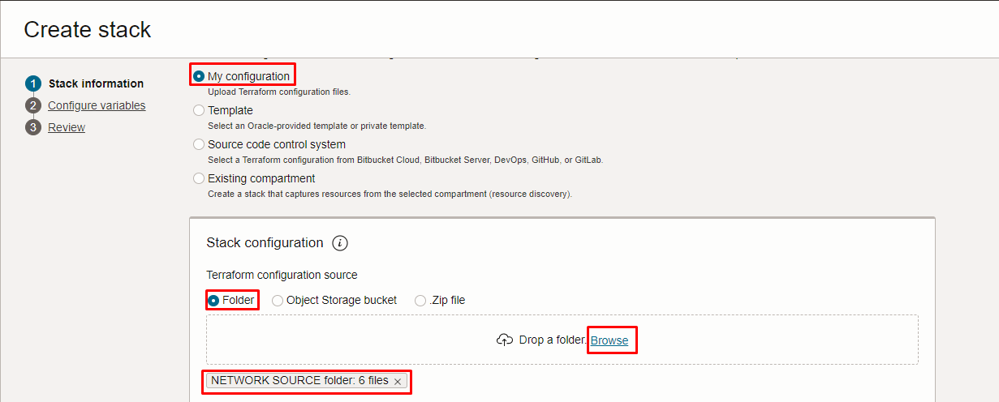 Create stack
1 Stack information
2 Configure variables
3 Review
My configuration
Upload Terraform configuration files.
Template
Select an Oracle-provided template or private template.
Source code control system
Select a Terraform configuration from Bitbucket Cloud, Bitbucket Server, DevOps, GitHub, or GitLab.
Existing compartment
Create a stack that captures resources from the selected compartment (resource discovery).
Stack configuration i
Terraform configuration source
Folder Object Storage bucket .Zip file
Drop a folder. Browse
NETWORK SOURCE folder: 6 files ×